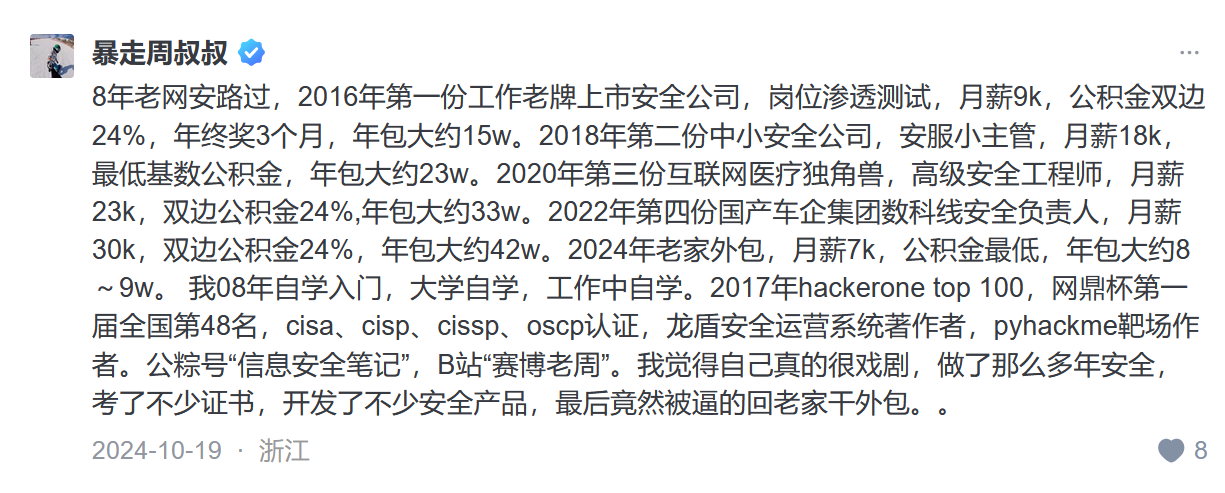 暴走周叔叔
8年老网安路过，2016年第一份工作老牌上市安全公司，岗位渗透测试，月薪9k，公积金双边
24%，年终奖3个月，年包大约15w。2018年第二份中小安全公司，安服小主管，月薪18k，
最低基数公积金，年包大约23w。2020年第三份互联网医疗独角兽，高级安全工程师，月薪
23k，双边公积金24%,年包大约33w。2022年第四份国产车企集团数科线安全负责人，月薪
30k，双边公积金24%，年包大约42w。2024年老家外包，月薪7k，公积金最低，年包大约8
～9w。 我08年自学入门，大学自学，工作中自学。2017年hackerone top 100，网鼎杯第一
届全国第48名，cisa、cisp、cissp、oscp认证，龙盾安全运营系统著作者，pyhackme靶场作
者。公粽号“信息安全笔记”，B站“赛博老周”。我觉得自己真的很戏剧，做了那么多年安全，
考了不少证书，开发了不少安全产品，最后竟然被逼的回老家干外包。。
2024-10-19 · 浙江
8